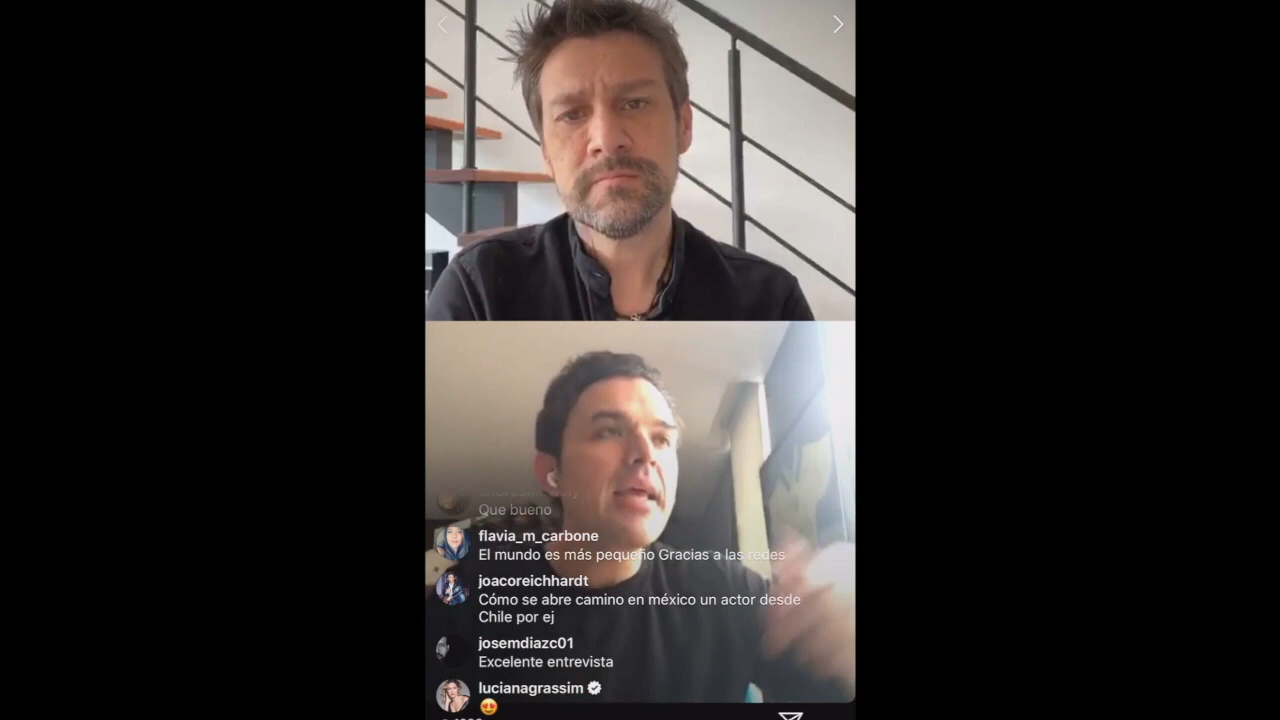 Que bueno
flavia_m_carbone
El mundo es más pequeño Gracias a las redes
joacoreichhardt
Cómo se abre camino en méxico un actor desde
Chile por ej
josemdiazc01
Excelente entrevista
lucianagrassim